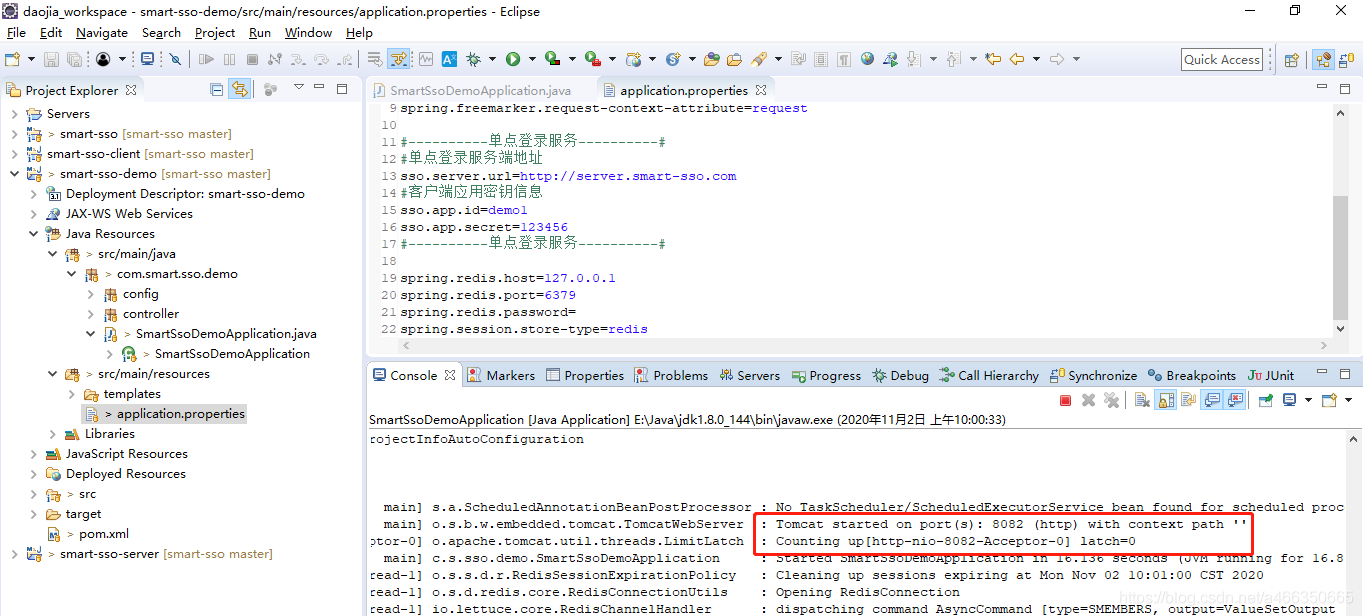 daojia_workspace - smart-sso-demo/src/main/resources/application.properties - Eclipse
File Edit Navigate Search Project Run Window Help
Quick Access
Project Explorer
Servers
> smart-sso [smart-sso master]
smart-sso-client [smart-sso master]
> smart-sso-demo [smart-sso master]
Deployment Descriptor: smart-sso-demo
JAX-WS Web Services
Java Resources
> src/main/java
> com.smart.sso.demo
config
controller
> SmartSsoDemoApplication.java
> SmartSsoDemoApplication
> src/main/resources
templates
> application.properties
Libraries
JavaScript Resources
Deployed Resources
> src
target
> pom.xml
> smart-sso-server [smart-sso master]
SmartSsoDemoApplication.java application.properties
9 spring.freemarker.request-context-attribute=request
10
11 #----------单点登录服务----------#
12 #单点登录服务端地址
13 sso.server.url=http://server.smart-sso.com
14 #客户端应用密钥信息
15 sso.app.id=demo1
16 sso.app.secret=123456
17 #----------单点登录服务----------#
18
19 spring.redis.host=127.0.0.1
20 spring.redis.port=6379
21 spring.redis.password=
22 spring.session.store-type=redis
Console Markers Properties Problems Servers Progress Debug Call Hierarchy Synchronize Breakpoints JUnit
SmartSsoDemoApplication [Java Application] E:\Java\jdk1.8.0_144\bin\javaw.exe (2020年11月2日 上午10:00:33)
rojectInfoAutoConfiguration
main] s.a.ScheduledAnnotationBeanPostProcessor : No TaskScheduler/ScheduledExecutorService bean found for scheduled proc
main] o.s.b.w.embedded.tomcat.TomcatWebServer : Tomcat started on port(s): 8082 (http) with context path ''
ptor-0] o.apache.tomcat.util.threads.LimitLatch : Counting up[http-nio-8082-Acceptor-0] latch=0
main] c.s.sso.demo.SmartSsoDemoApplication : Started SmartSsoDemoApplication in 16.136 seconds (JVM running for 16.8
read-1] o.s.s.d.r.RedisSessionExpirationPolicy : Cleaning up sessions expiring at Mon Nov 02 10:01:00 CST 2020
read-1] o.s.d.redis.core.RedisConnectionUtils : Opening RedisConnection
read-1] io.lettuce.core.RedisChannelHandler : dispatching command AsyncCommand [type=SMEMBERS, output=ValueSetOutput
https://blog.csdn.net/a466350665